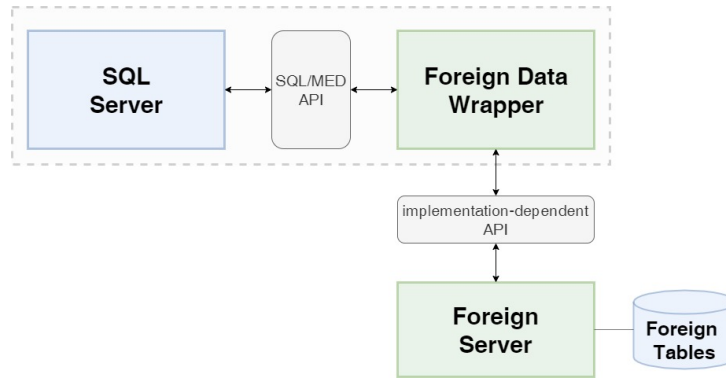 SQL
Server
SQL/MED
API
Foreign Data
Wrapper
implementation-dependent
API
Foreign
Server
Foreign
Tables